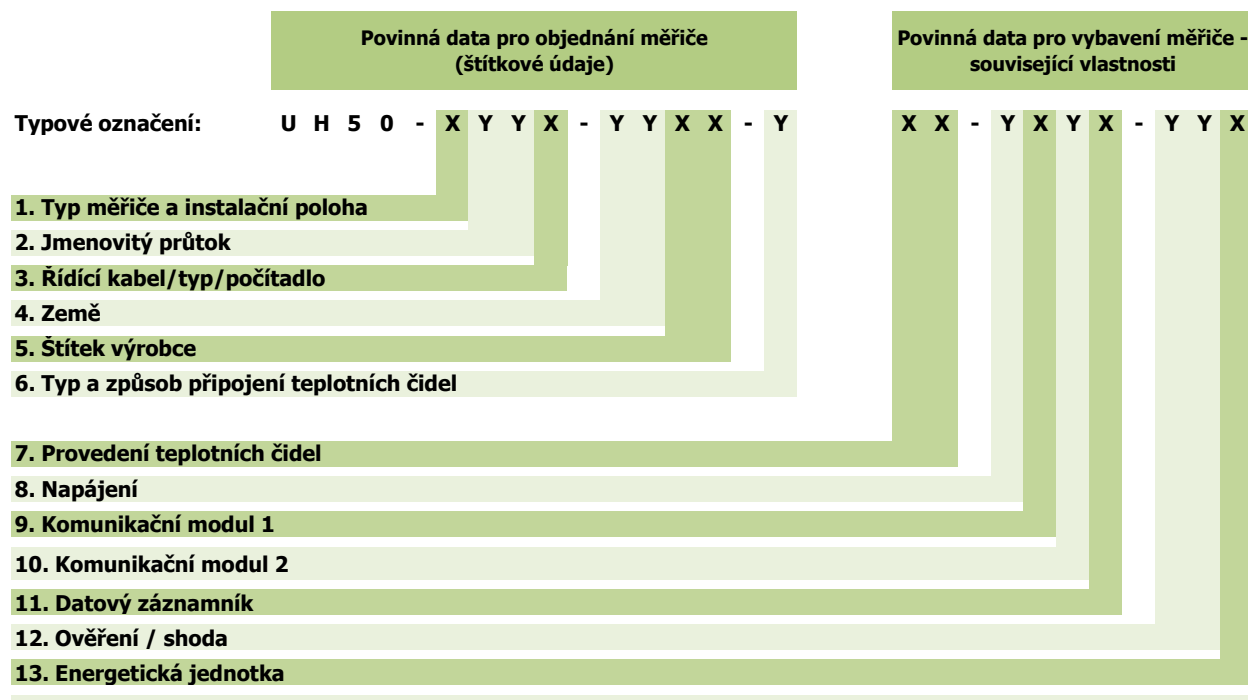 Povinná data pro objednání měřiče
(štítkové údaje)
Povinná data pro vybavení měřiče -
související vlastnosti
Typové označení: U H 5 0 - X Y Y X - Y Y X X - Y X X - Y X Y X - Y Y X
1. Typ měřiče a instalační poloha
2. Jmenovitý průtok
3. Řídící kabel/typ/počítadlo
4. Země
5. Štítek výrobce
6. Typ a způsob připojení teplotních čidel
7. Provedení teplotních čidel
8. Napájení
9. Komunikační modul 1
10. Komunikační modul 2
11. Datový záznamník
12. Ověření / shoda
13. Energetická jednotka